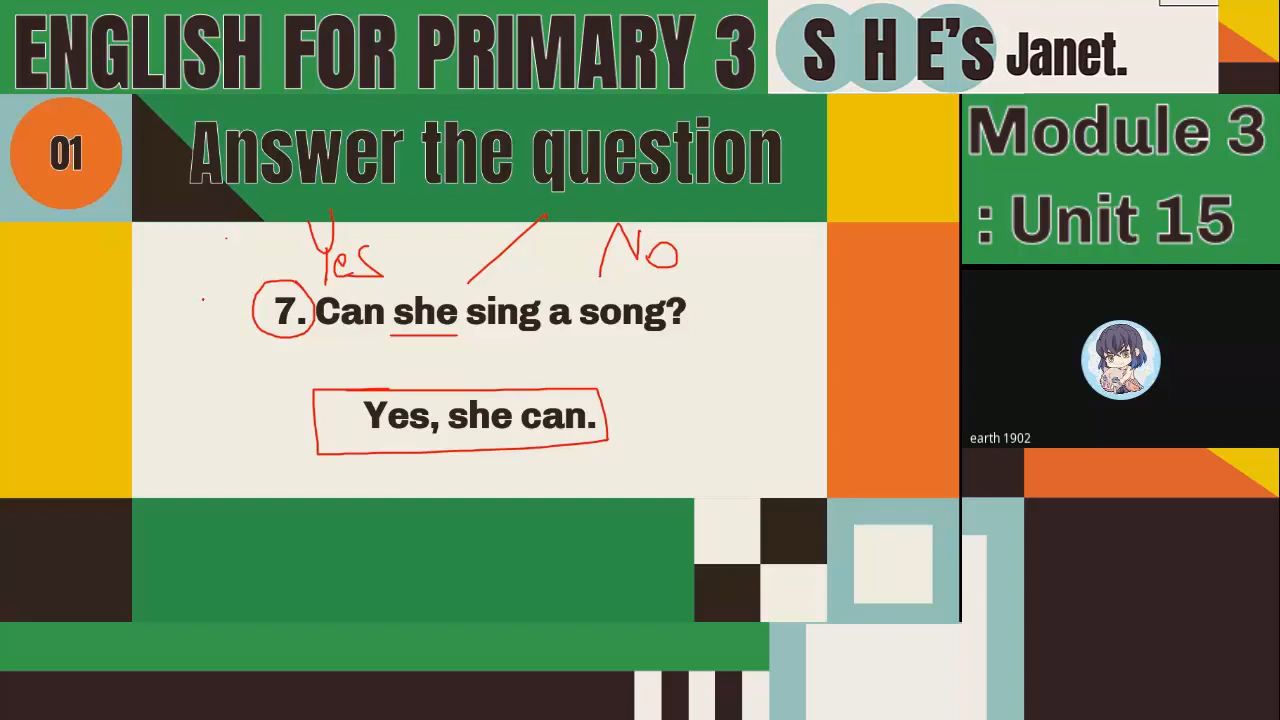 ENGLISH FOR PRIMARY 3
SHE's Janet.
01
Answer the question
Module 3
: Unit 15
Yes / No
7. Can she sing a song?
Yes, she can.
earth 1902